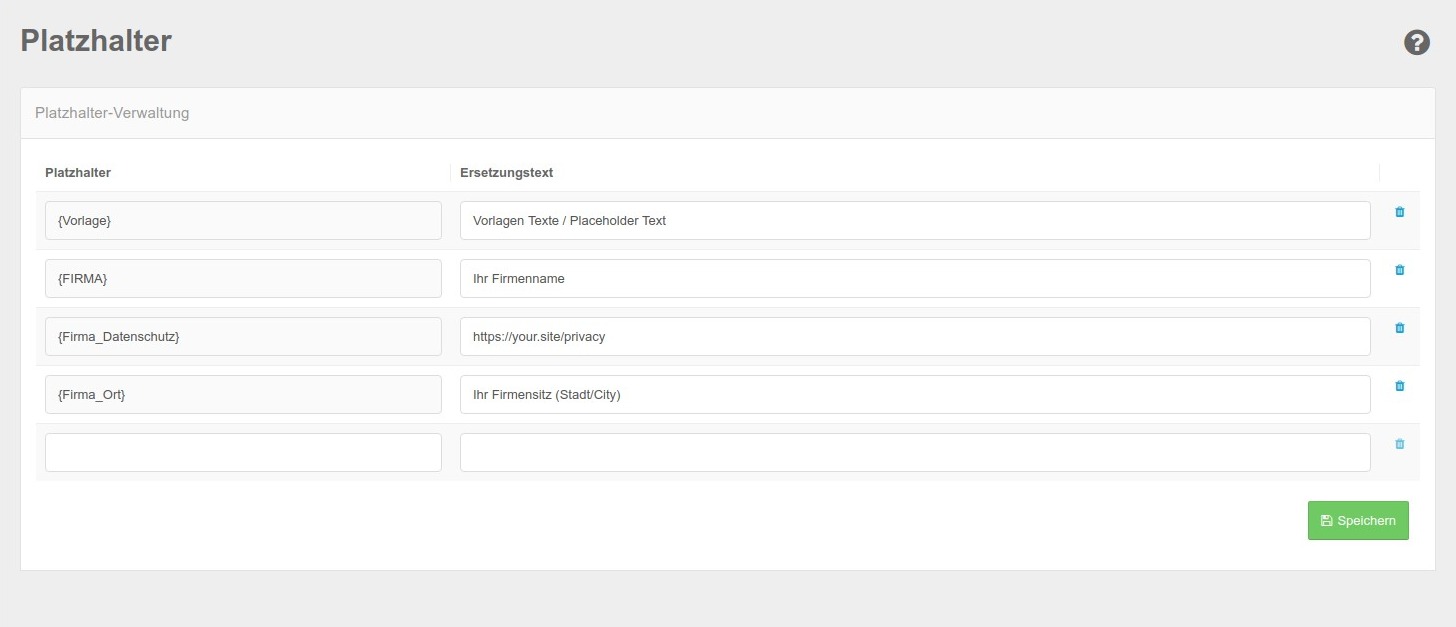 Platzhalter
Platzhalter-Verwaltung
Platzhalter Ersetzungstext
{Vorlage} Vorlagen Texte / Placeholder Text
{FIRMA} Ihr Firmenname
{Firma_Datenschutz} https://your.site/privacy
{Firma_Ort} Ihr Firmensitz (Stadt/City)
Speichern